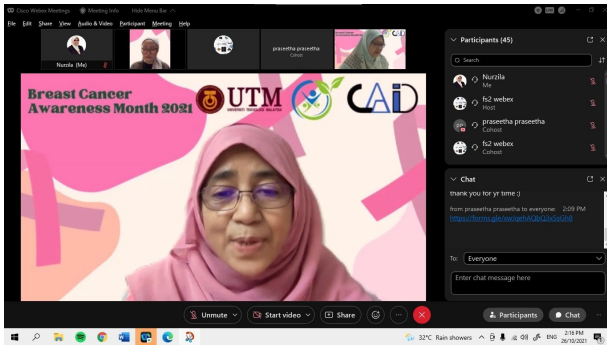 Cisco Webex Meetings
Meeting Info
Hide Menu Bar
File Edit Share View Audio & Video Participant Meeting Help
Nurzila (Me)
praseetha praseetha
Cohost
Breast Cancer
Awareness Month 2021
UTM
UNIVERSITI TEKNOLOGI MALAYSIA
CAiD
Participants (45)
Search
Nurzila
Me
fs2 webex
Host
PP
praseetha praseetha
Cohost
fs2 webex
Cohost
Chat
thank you for yr time :)
from praseetha praseetha to everyone: 2:09 PM
To: Everyone
Enter chat message here
Unmute
Start video
Share
Participants
Chat
32°C Rain showers
ENG
2:16 PM
26/10/2021